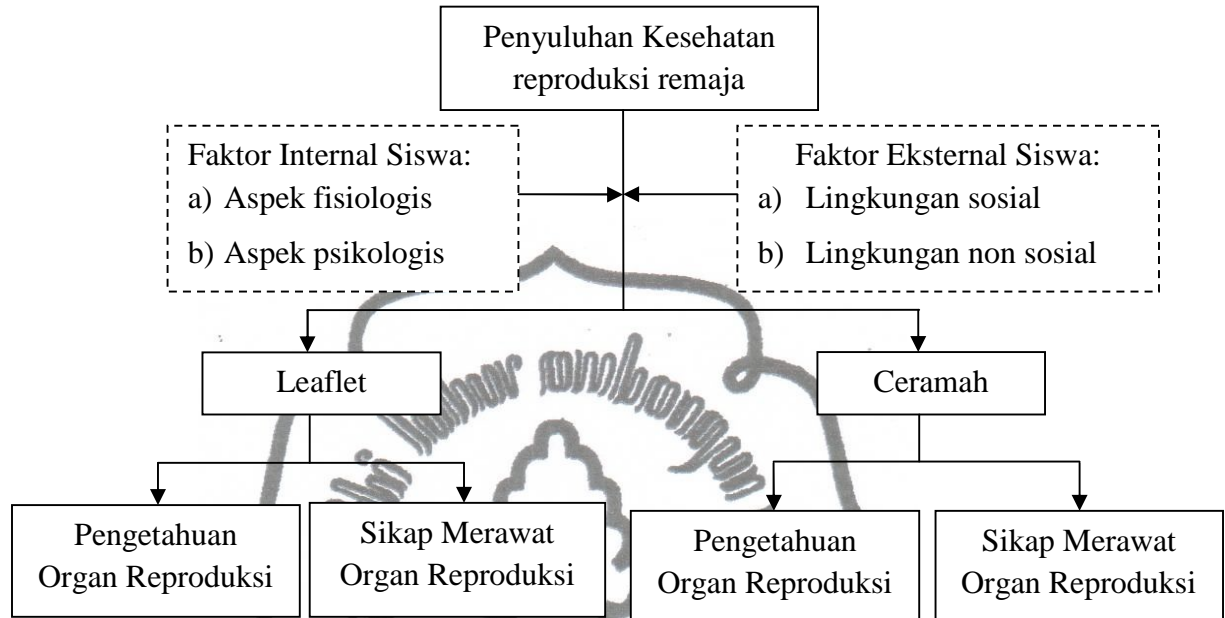 Penyuluhan Kesehatan
reproduksi remaja
Faktor Internal Siswa:
a) Aspek fisiologis
b) Aspek psikologis
Faktor Eksternal Siswa:
a) Lingkungan sosial
b) Lingkungan non sosial
Leaflet
Ceramah
Pengetahuan
Organ Reproduksi
Sikap Merawat
Organ Reproduksi
Pengetahuan
Organ Reproduksi
Sikap Merawat
Organ Reproduksi